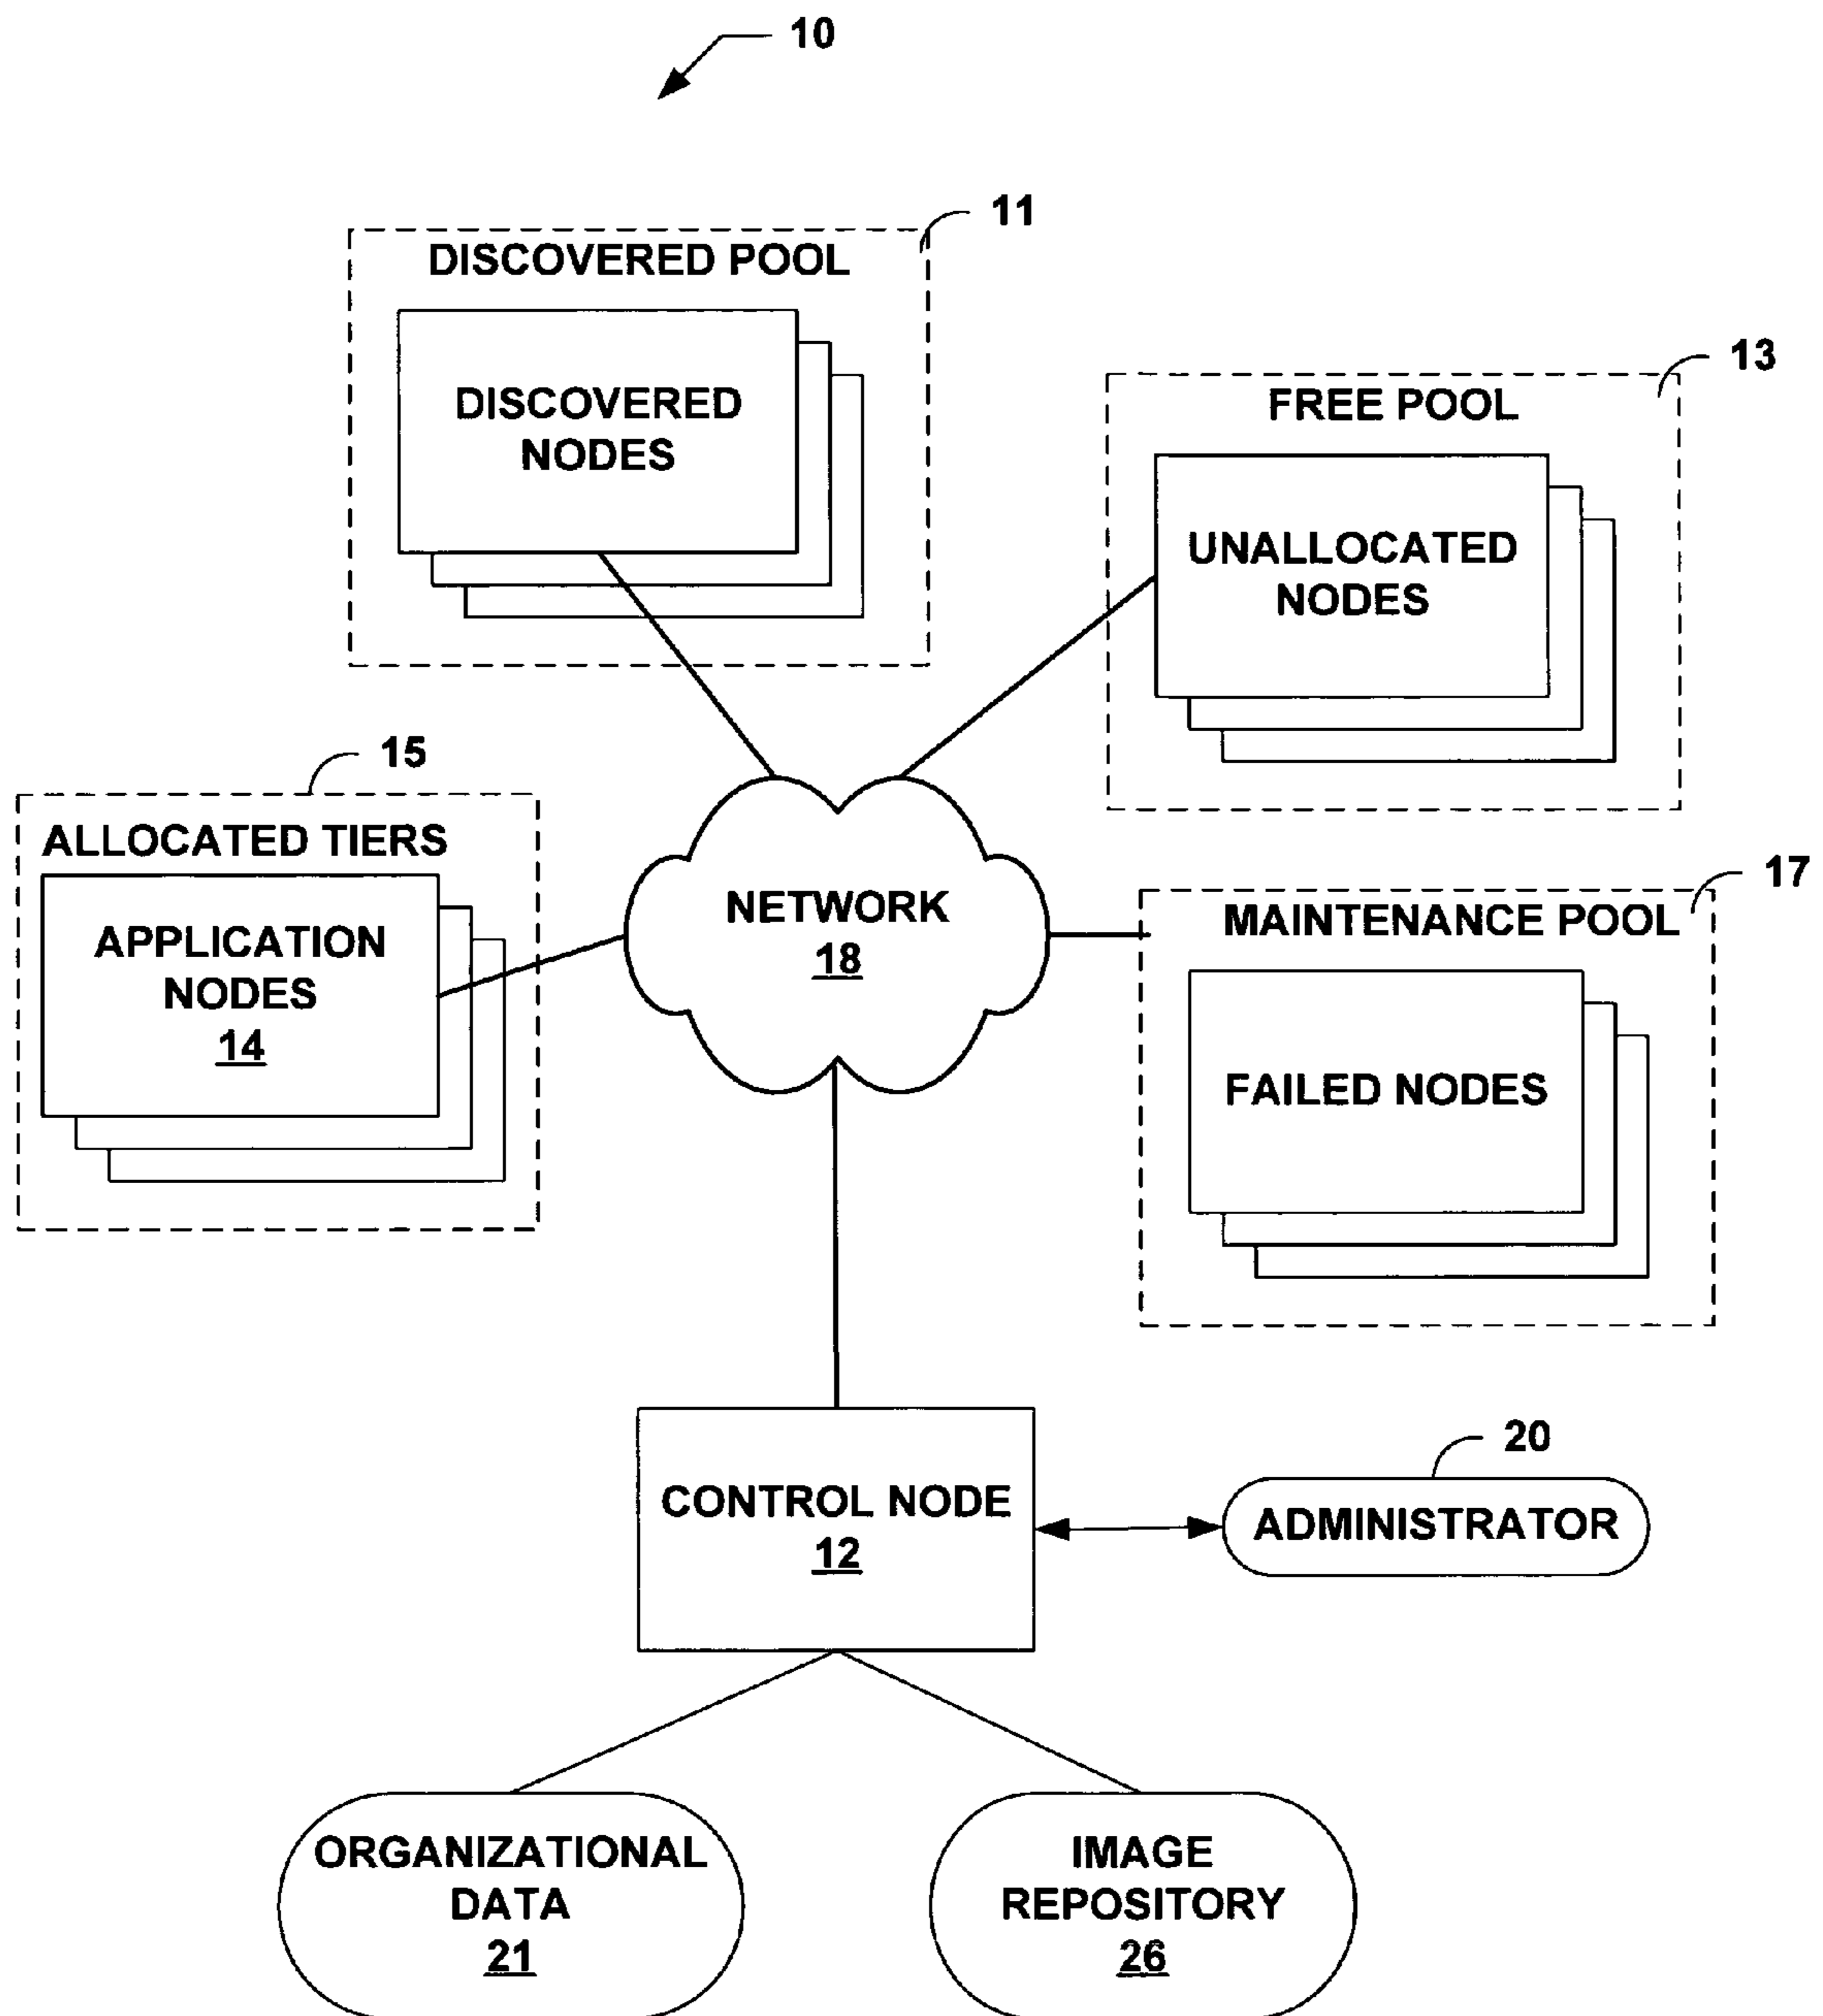 10
11
DISCOVERED POOL
DISCOVERED
NODES
13
FREE POOL
UNALLOCATED
NODES
15
ALLOCATED TIERS
APPLICATION
NODES
14
NETWORK
18
17
MAINTENANCE POOL
FAILED NODES
CONTROL NODE
12
20
ADMINISTRATOR
ORGANIZATIONAL
DATA
21
IMAGE
REPOSITORY
26